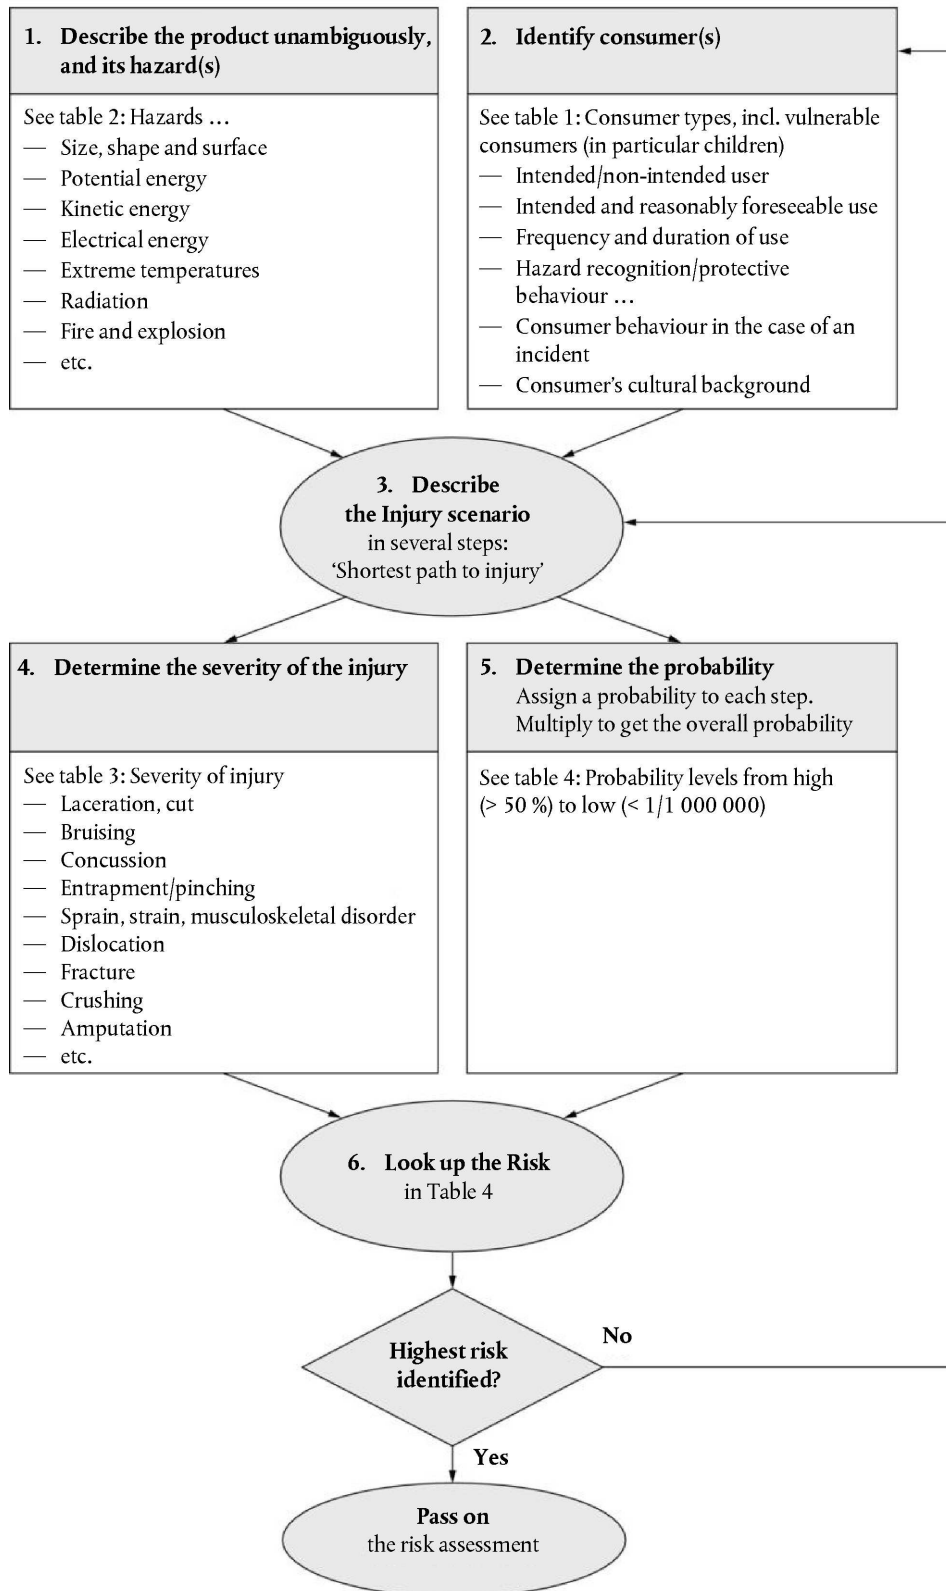 1. Describe the product unambiguously,
and its hazard(s)
See table 2: Hazards …
— Size, shape and surface
— Potential energy
— Kinetic energy
— Electrical energy
— Extreme temperatures
— Radiation
— Fire and explosion
— etc.
2. Identify consumer(s)
See table 1: Consumer types, incl. vulnerable
consumers (in particular children)
— Intended/non-intended user
— Intended and reasonably foreseeable use
— Frequency and duration of use
— Hazard recognition/protective
behaviour …
— Consumer behaviour in the case of an
incident
— Consumer’s cultural background
3. Describe
the Injury scenario
in several steps:
‘Shortest path to injury’
4. Determine the severity of the injury
See table 3: Severity of injury
— Laceration, cut
— Bruising
— Concussion
— Entrapment/pinching
— Sprain, strain, musculoskeletal disorder
— Dislocation
— Fracture
— Crushing
— Amputation
— etc.
5. Determine the probability
Assign a probability to each step.
Multiply to get the overall probability
See table 4: Probability levels from high
(> 50 %) to low (< 1/1 000 000)
6. Look up the Risk
in Table 4
Highest risk
identified?
No
Yes
Pass on
the risk assessment